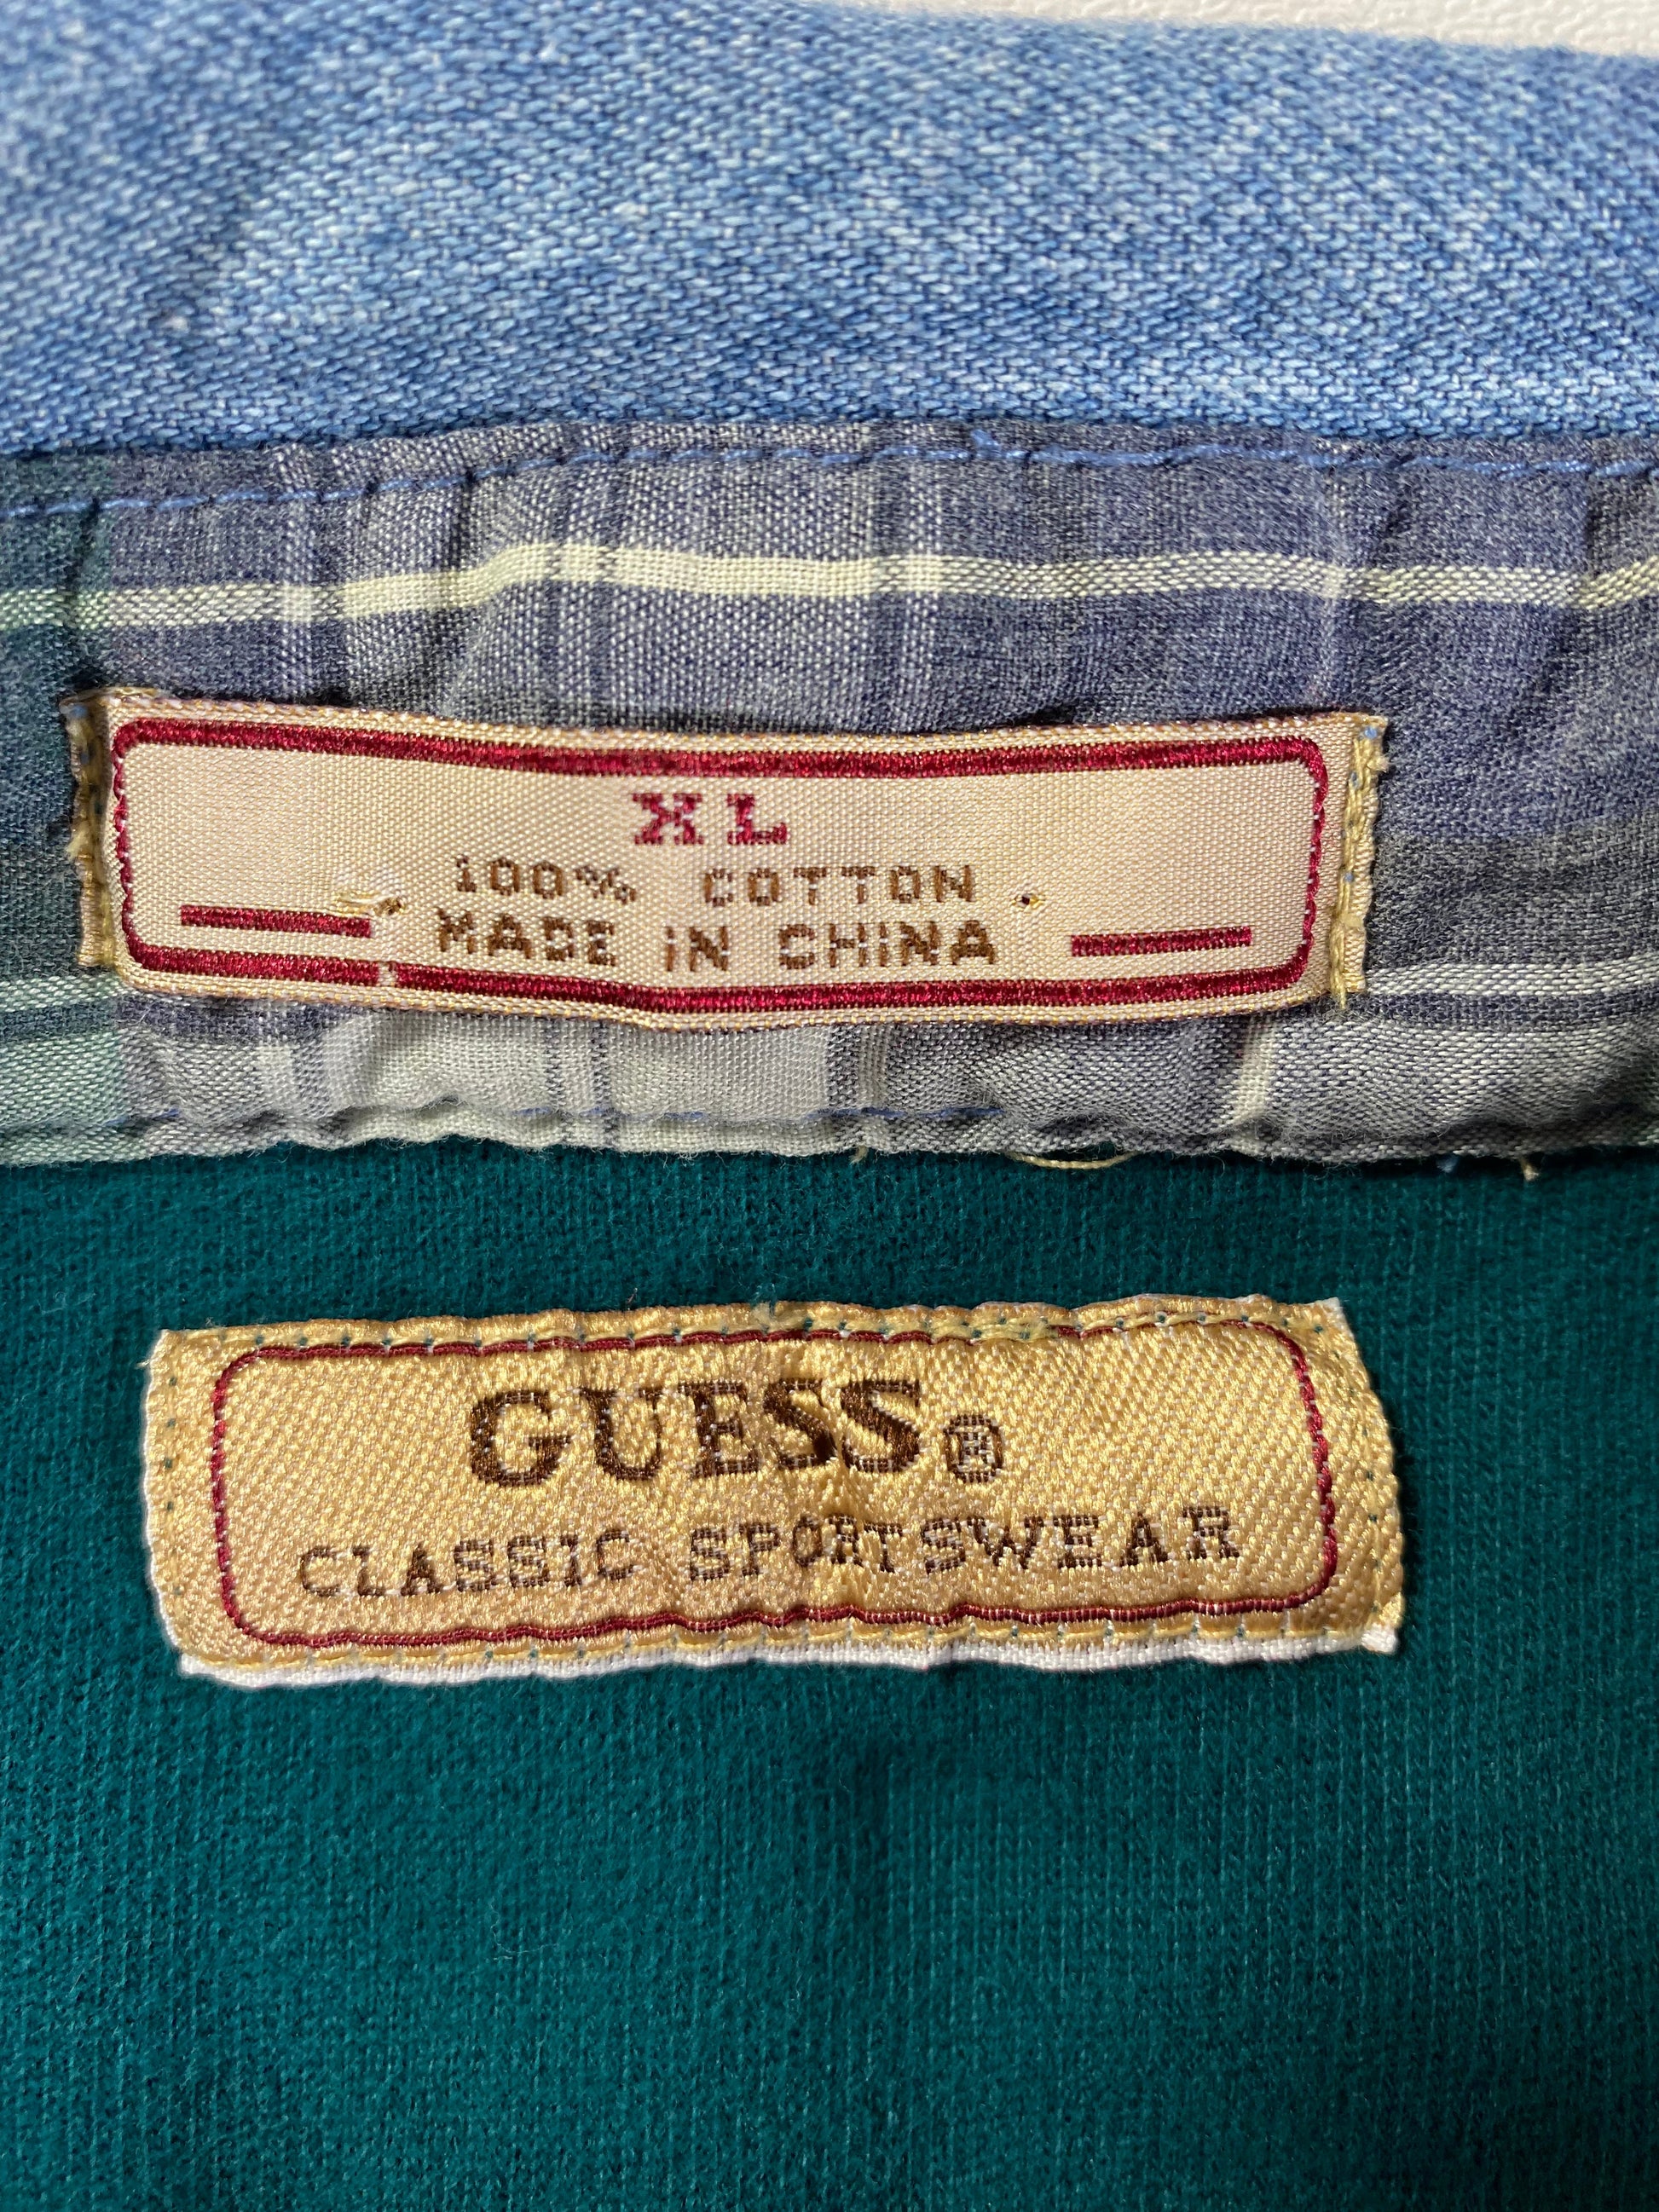 XL
100% COTTON
MADE iN CHINA
GUESS®
CLASSIC SPORTSWEAR